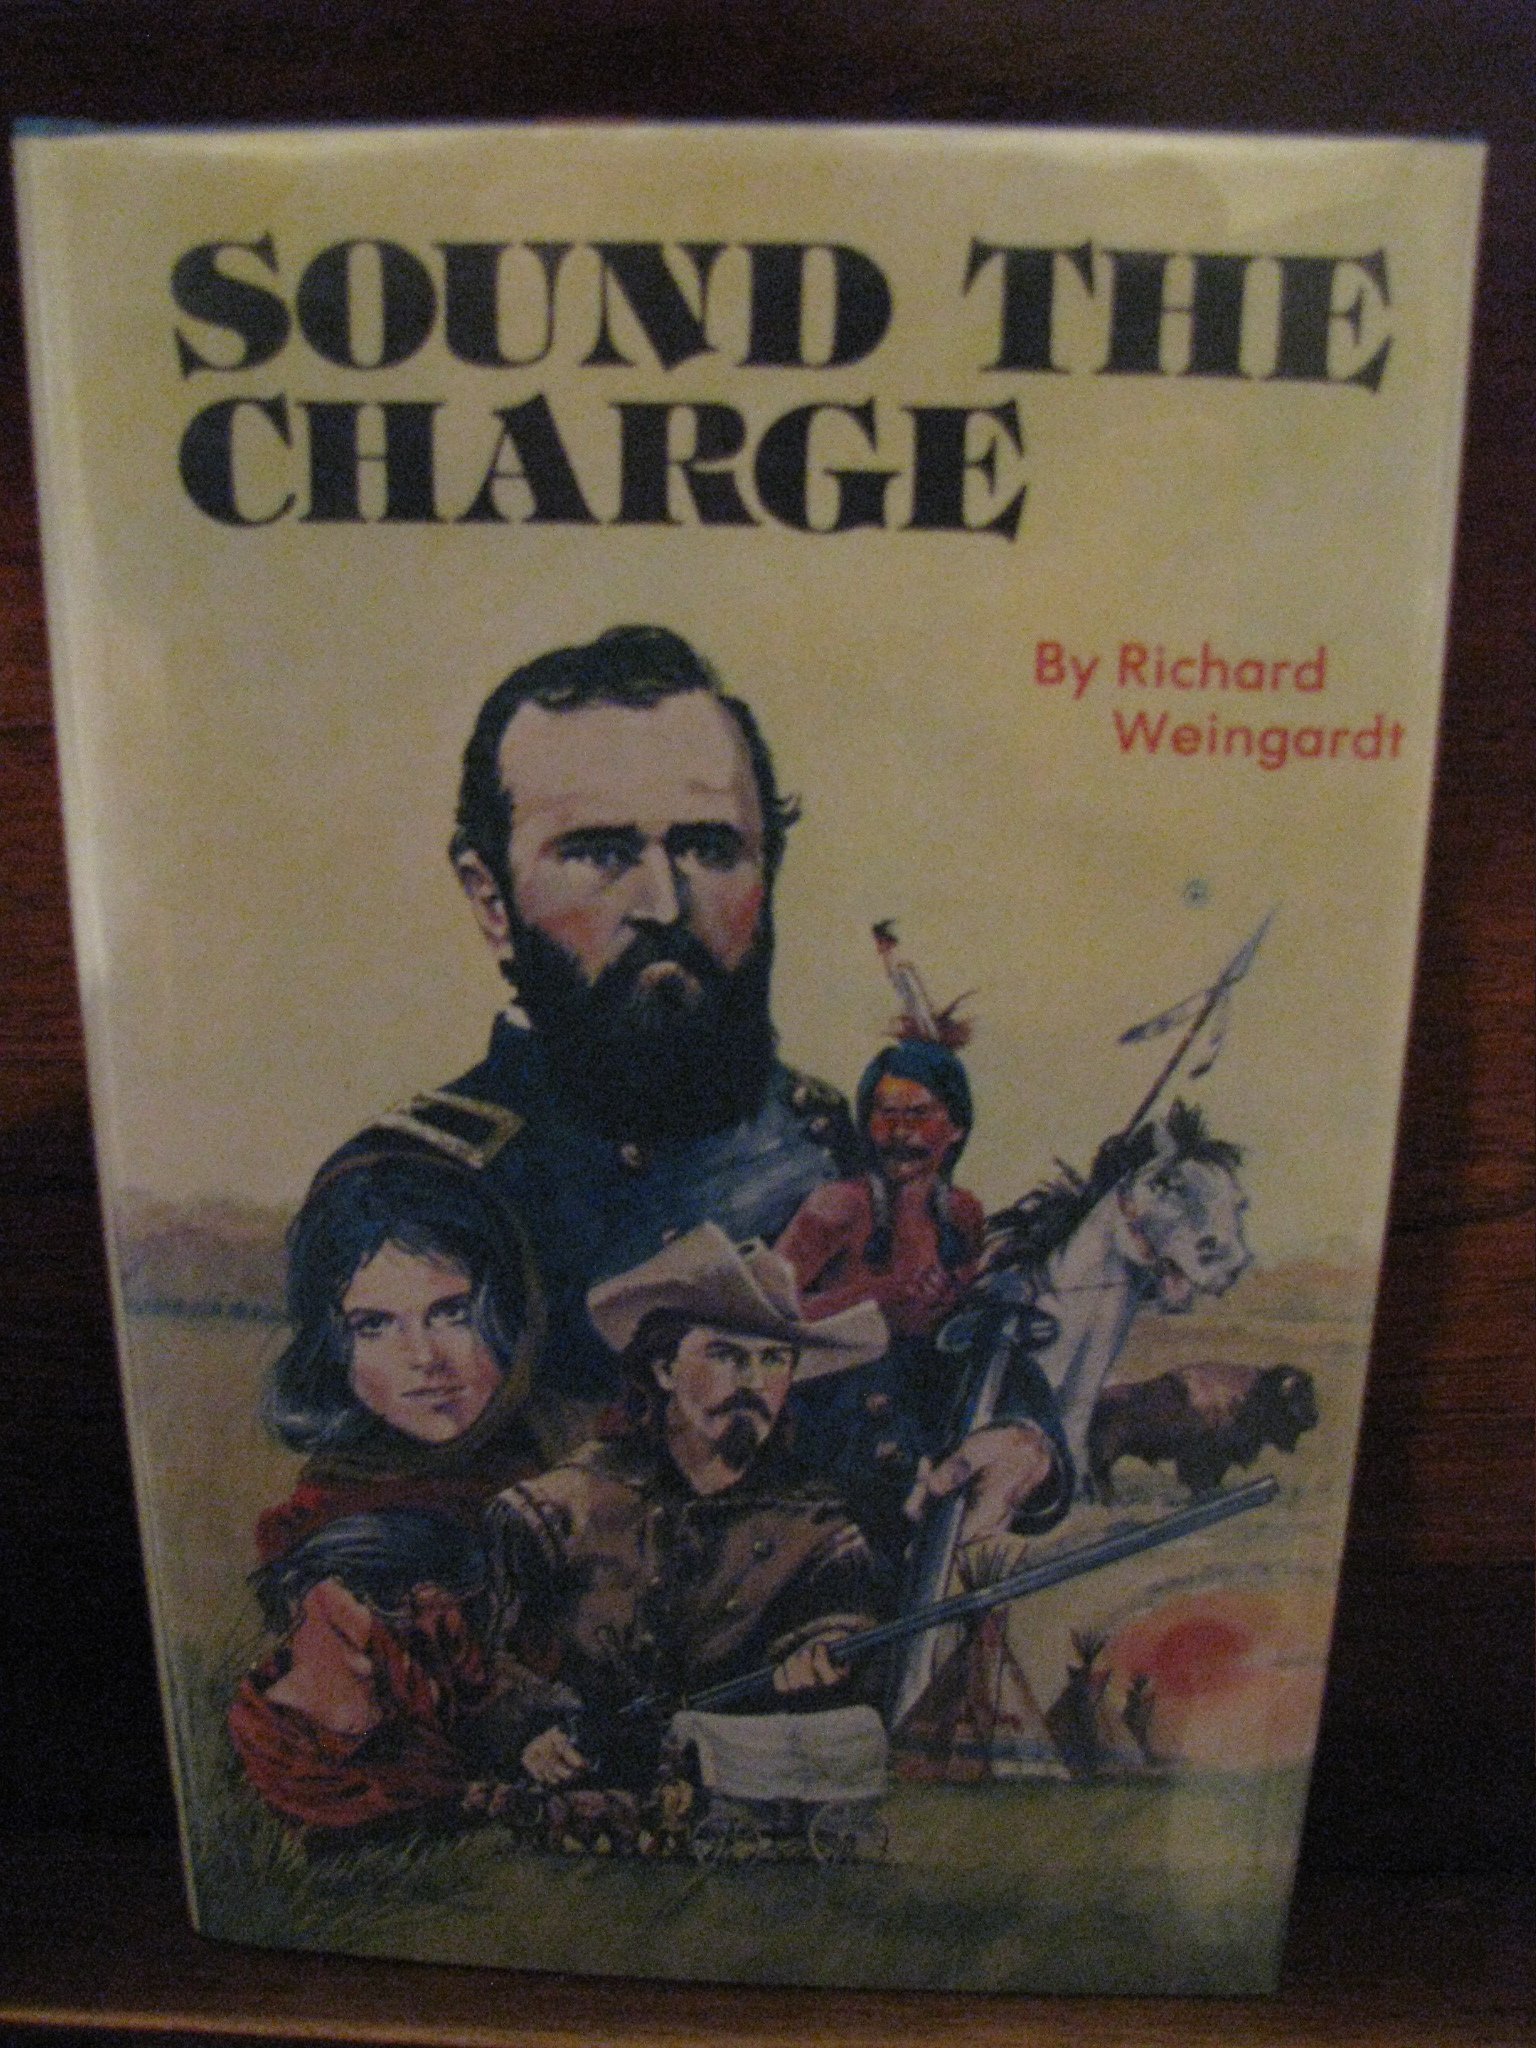 SOUND THE
CHARGE
By Richard
Weingardt